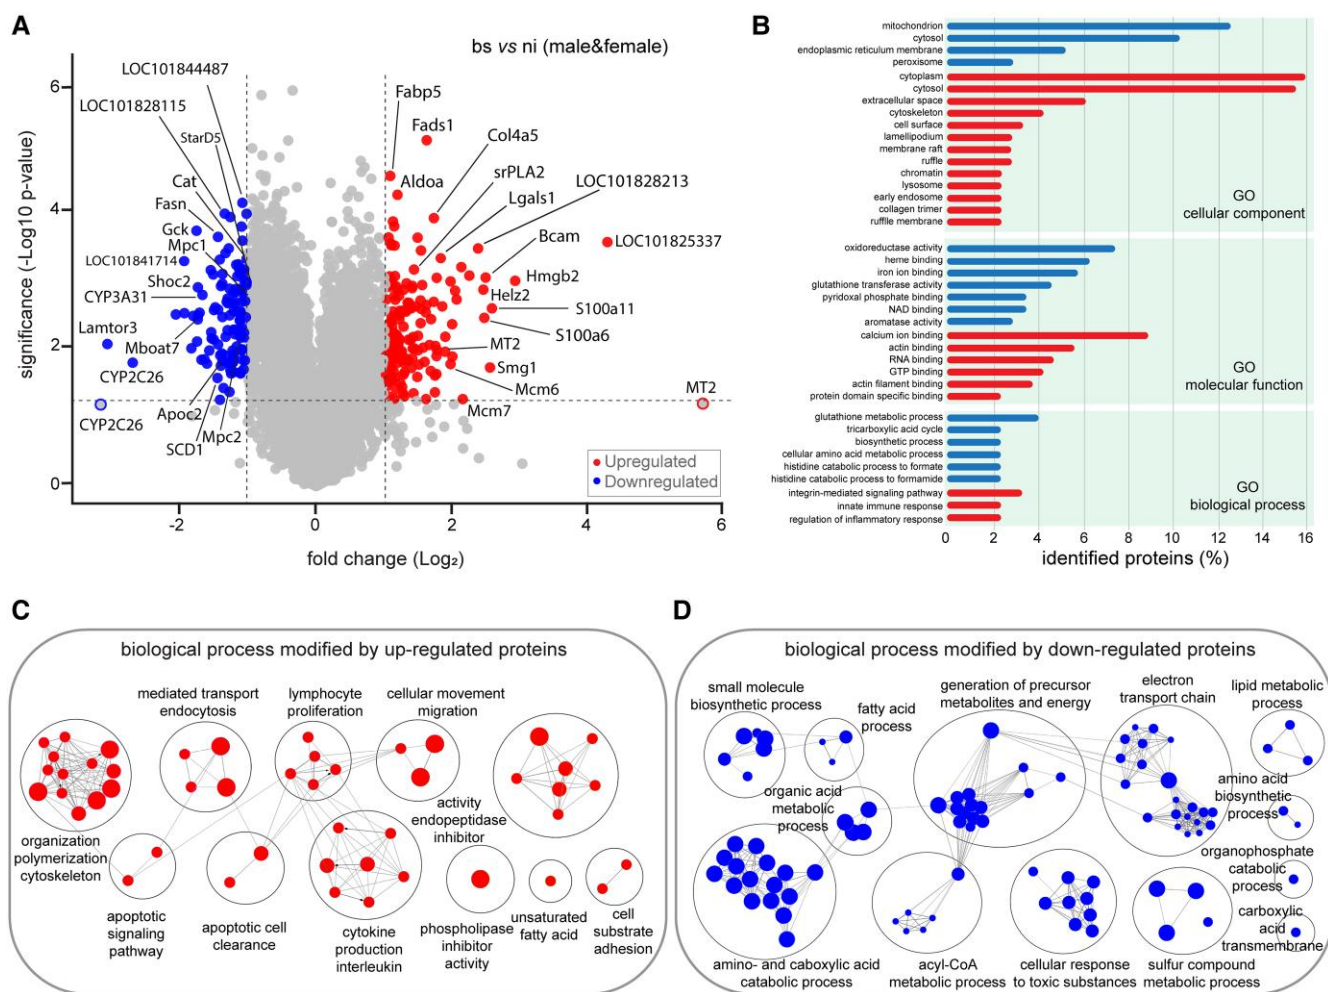 A
bs vs ni (male&female)
LOC101844487
LOC101828115
StarD5
Cat
Fasn
Gck
Mpc1
LOC101841714
Shoc2
CYP3A31
Lamtor3
Mboat7
CYP2C26
CYP2C26
Apoc2
SCD1
Mpc2
Fabp5
Fads1
Col4a5
Aldoa
srPLA2
Lgals1
LOC101828213
Bcam
LOC101825337
Hmgb2
Helz2
S100a11
S100a6
MT2
Smg1
Mcm6
Mcm7
MT2
Upregulated
Downregulated
significance (-Log10 p-value)
6
4
2
0
-2
0
2
4
6
fold change (Log₂)
B
mitochondrion
cytosol
endoplasmic reticulum membrane
peroxisome
cytoplasm
cytosol
extracellular space
cytoskeleton
cell surface
lamellipodium
membrane raft
ruffle
chromatin
lysosome
early endosome
collagen trimer
ruffile membrane
GO
cellular component
oxidoreductase activity
heme binding
iron ion binding
glutathione transferase activity
pyridoxal phosphate binding
NAD binding
aromatase activity
calcium ion binding
actin binding
RNA binding
GTP binding
actin filament binding
protein domain specific binding
GO
molecular function
glutathione metabolic process
tricarboxylic acid cycle
biosynthetic process
cellular amino acid metabolic process
histidine catabolic process to formate
histidine catabolic process to formamide
integrin-mediated signaling pathway
innate immune response
regulation of inflammatory response
GO
biological process
0
2
4
6
8
10
12
14
16
identified proteins (%)
C
biological process modified by up-regulated proteins
mediated transport
endocytosis
lymphocyte
proliferation
cellular movement
migration
organization
polymerization
cytoskeleton
activity
endopeptidase
inhibitor
apoptotic
signaling
pathway
apoptotic cell
clearance
cytokine
production
interleukin
phospholipase
inhibitor
activity
unsaturated
fatty acid
cell
substrate
adhesion
D
biological process modified by down-regulated proteins
small molecule
biosynthetic process
fatty acid
process
generation of precursor
metabolites and energy
electron
transport chain
lipid metabolic
process
organic acid
metabolic
process
amino acid
biosynthetic
process
organophosphate
catabolic
process
carboxylic
acid
transmembrane
amino- and caboxylic acid
catabolic process
acyl-CoA
metabolic process
cellular response
to toxic substances
sulfur compound
metabolic process